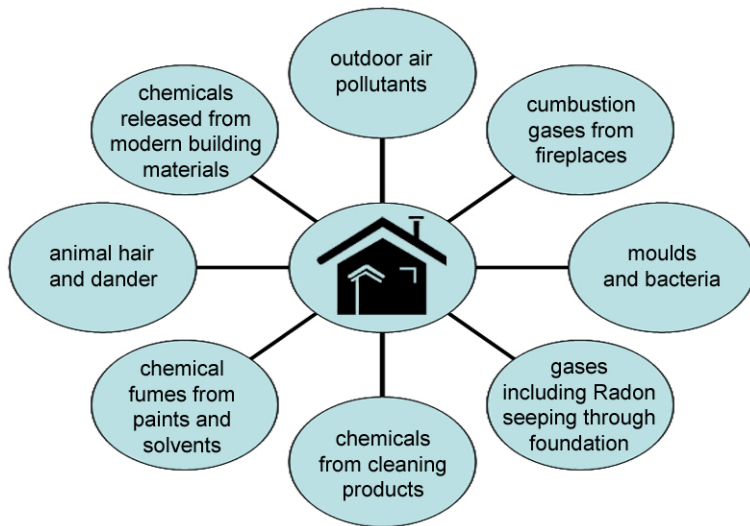 outdoor air
pollutants
cumbustion
gases from
fireplaces
moulds
and bacteria
gases
including Radon
seeping through
foundation
chemicals
from cleaning
products
chemical
fumes from
paints and
solvents
animal hair
and dander
chemicals
released from
modern building
materials